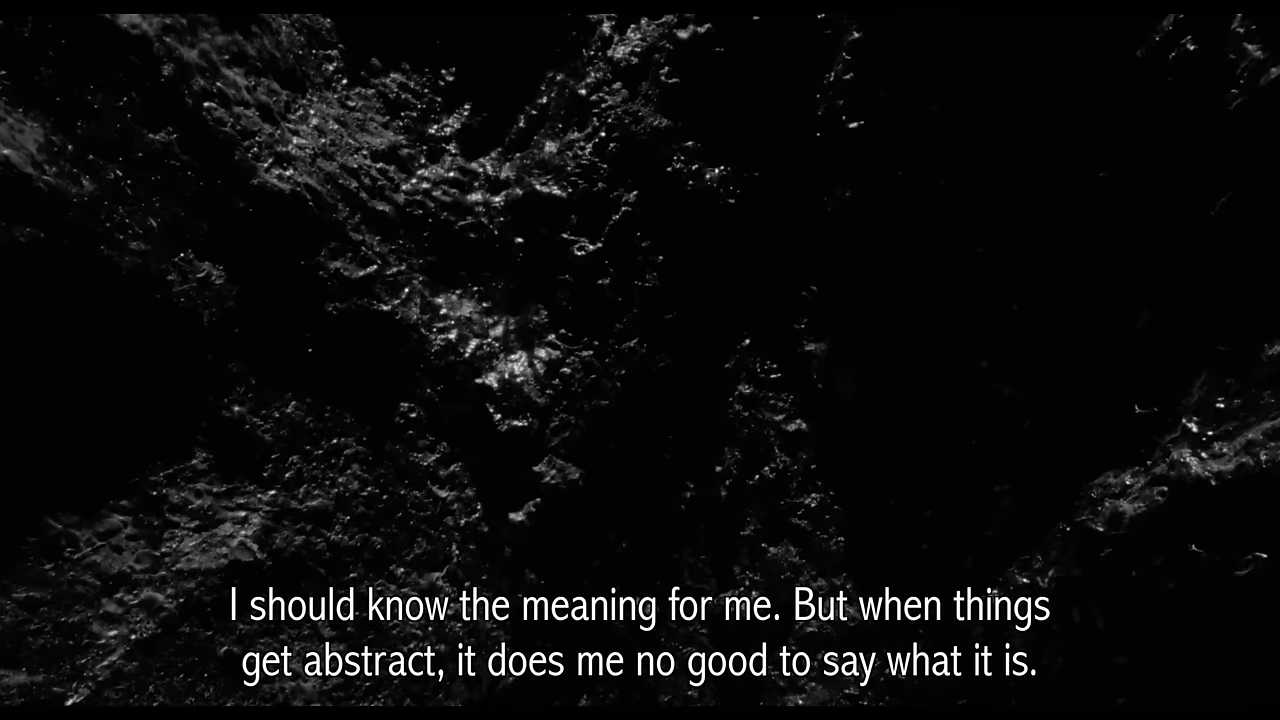 I should know the meaning for me. But when things
get abstract, it does me no good to say what it is.